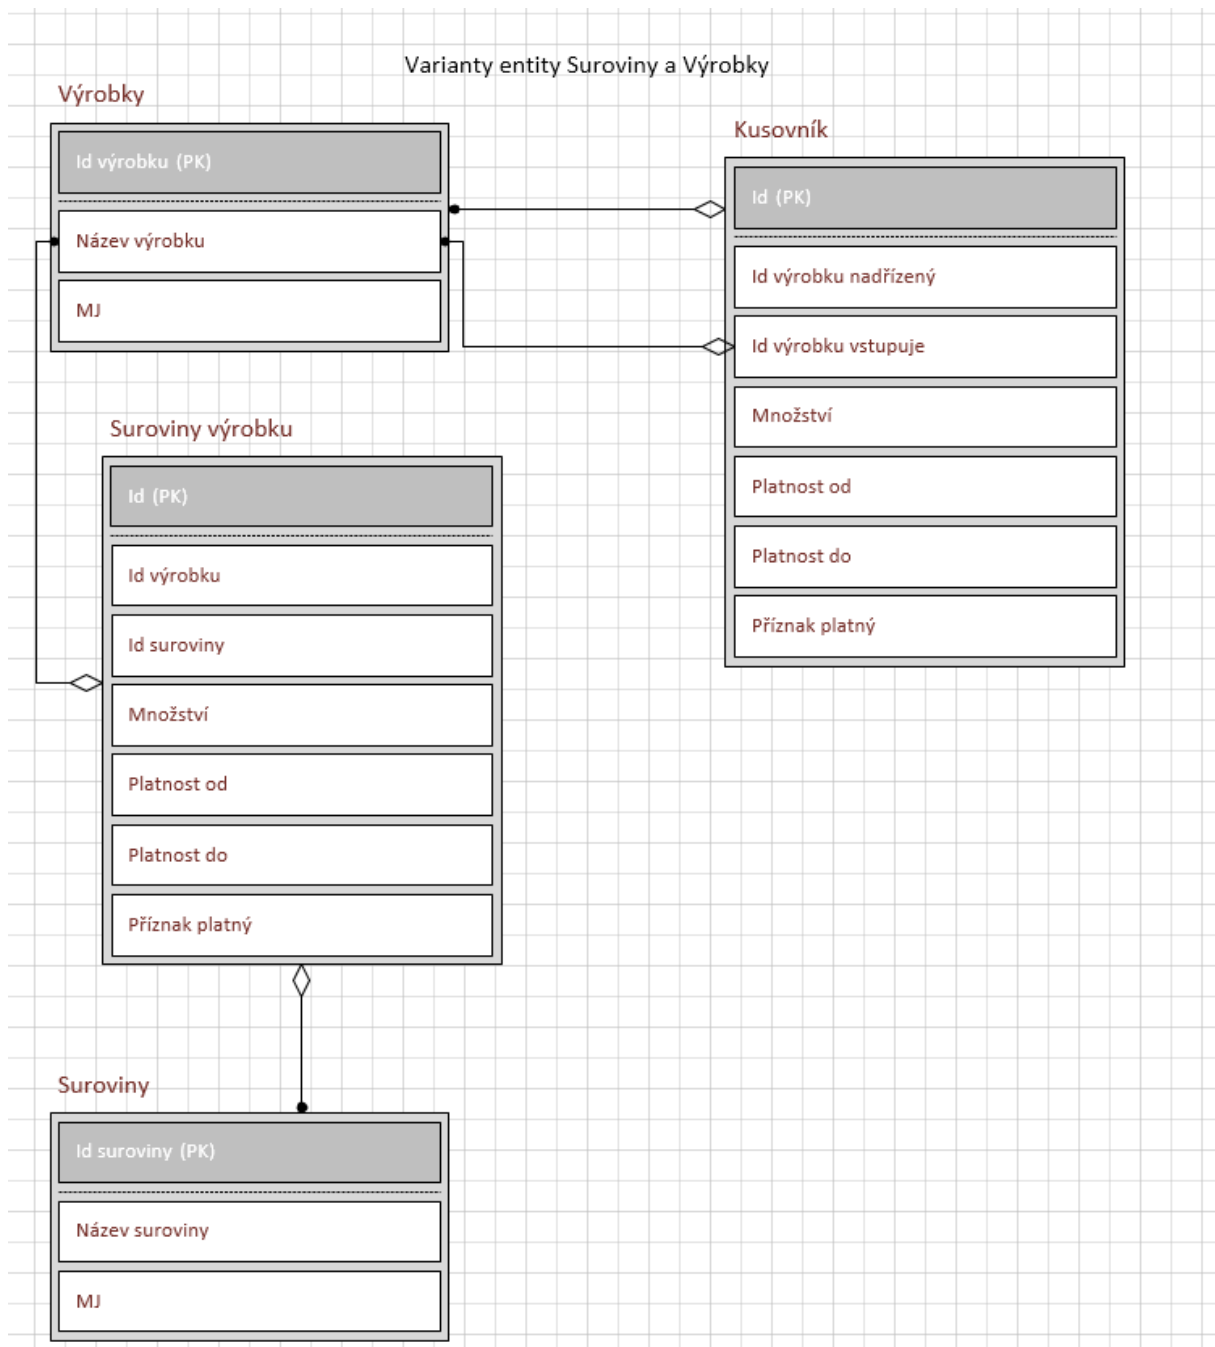 Varianty entity Suroviny a Výrobky
Výrobky
Id výrobku (PK)
Název výrobku
MJ
Kusovník
Id (PK)
Id výrobku nadřízený
Id výrobku vstupuje
Množství
Platnost od
Platnost do
Příznak platný
Suroviny výrobku
Id (PK)
Id výrobku
Id suroviny
Množství
Platnost od
Platnost do
Příznak platný
Suroviny
Id suroviny (PK)
Název suroviny
MJ